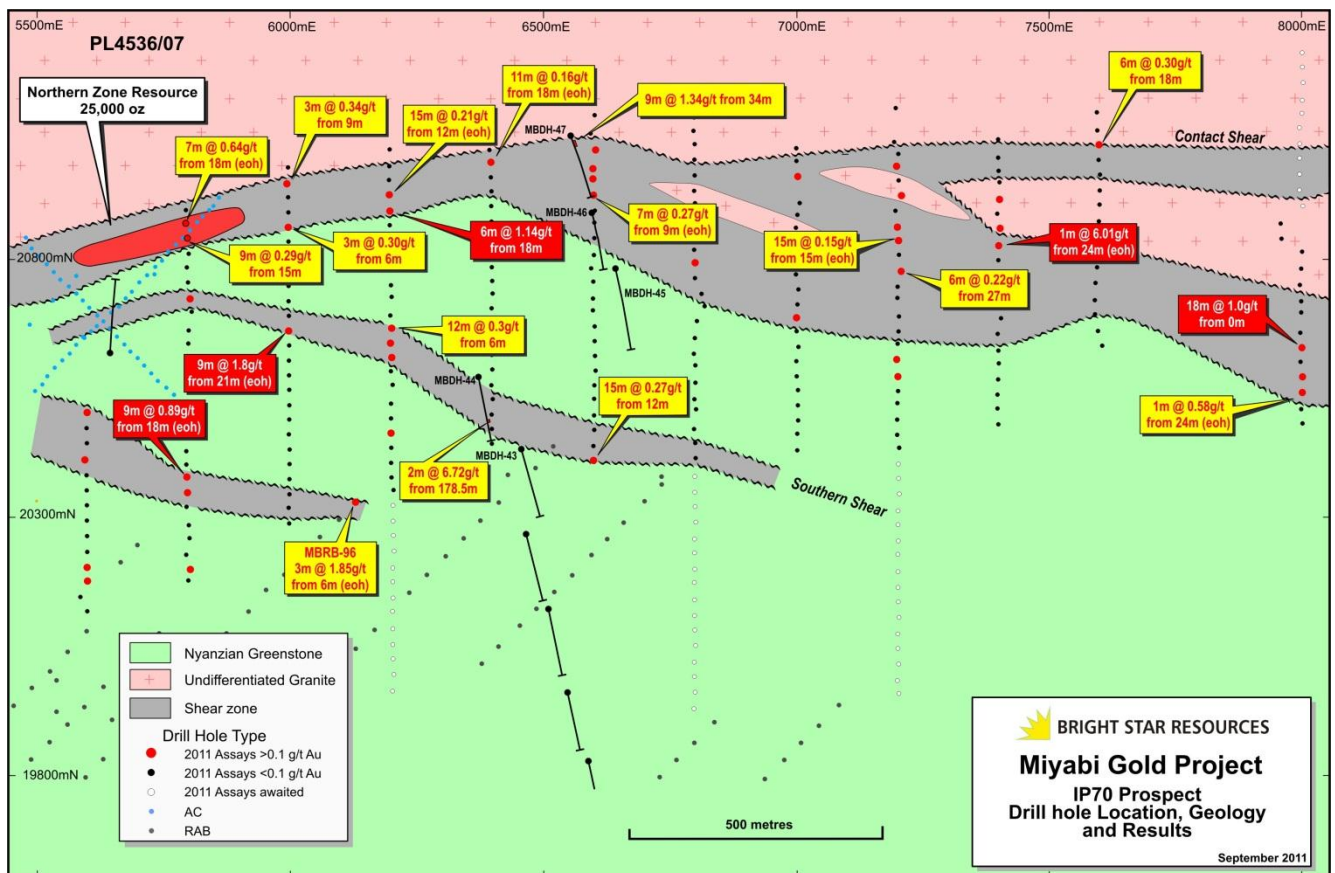 5500mE
6000mE
6500mE
7000mE
7500mE
8000mE
PL4536/07
Northern Zone Resource
25,000 oz
7m @ 0.64g/t
from 18m (eoh)
3m @ 0.34g/t
from 9m
15m @ 0.21g/t
from 12m (eoh)
11m @ 0.16g/t
from 18m (eoh)
9m @ 1.34g/t from 34m
6m @ 0.30g/t
from 18m
MBDH-47
Contact Shear
MBDH-46
MBDH-45
20800mN
9m @ 0.29g/t
from 15m
3m @ 0.30g/t
from 6m
6m @ 1.14g/t
from 18m
7m @ 0.27g/t
from 9m (eoh)
15m @ 0.15g/t
from 15m (eoh)
6m @ 0.22g/t
from 27m
1m @ 6.01g/t
from 24m (eoh)
18m @ 1.0g/t
from 0m
9m @ 1.8g/t
from 21m (eoh)
12m @ 0.3g/t
from 6m
MBDH-44
15m @ 0.27g/t
from 12m
1m @ 0.58g/t
from 24m (eoh)
9m @ 0.89g/t
from 18m (eoh)
MBDH-43
2m @ 6.72g/t
from 178.5m
Southern Shear
20300mN
MBRB-96
3m @ 1.85g/t
from 6m (eoh)
19800mN
Nyanzian Greenstone
Undifferentiated Granite
Shear zone
Drill Hole Type
2011 Assays >0.1 g/t Au
2011 Assays <0.1 g/t Au
2011 Assays awaited
AC
RAB
500 metres
BRIGHT STAR RESOURCES
Miyabi Gold Project
IP70 Prospect
Drill hole Location, Geology
and Results
September 2011